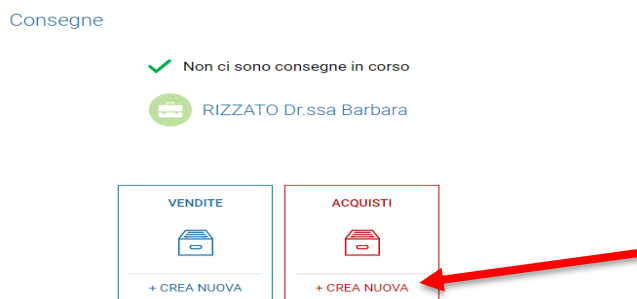 Consegne
Non ci sono consegne in corso
RIZZATO Dr.ssa Barbara
VENDITE
ACQUISTI
+ CREA NUOVA
+ CREA NUOVA